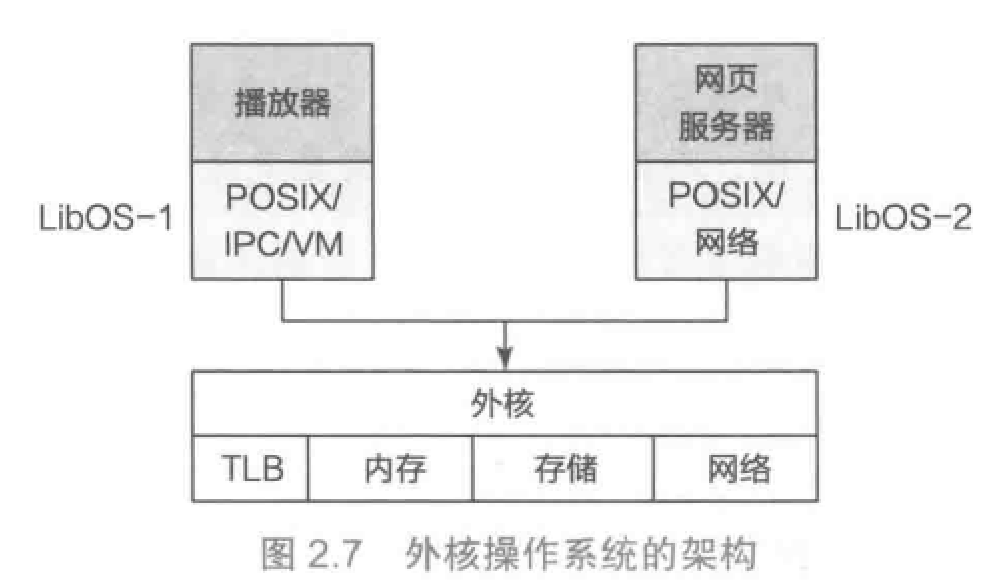 播放器
网页
服务器
LibOS-1
POSIX/
IPC/VM
POSIX/
网络
LibOS-2
外核
TLB
内存
存储
网络
图 2.7 外核操作系统的架构